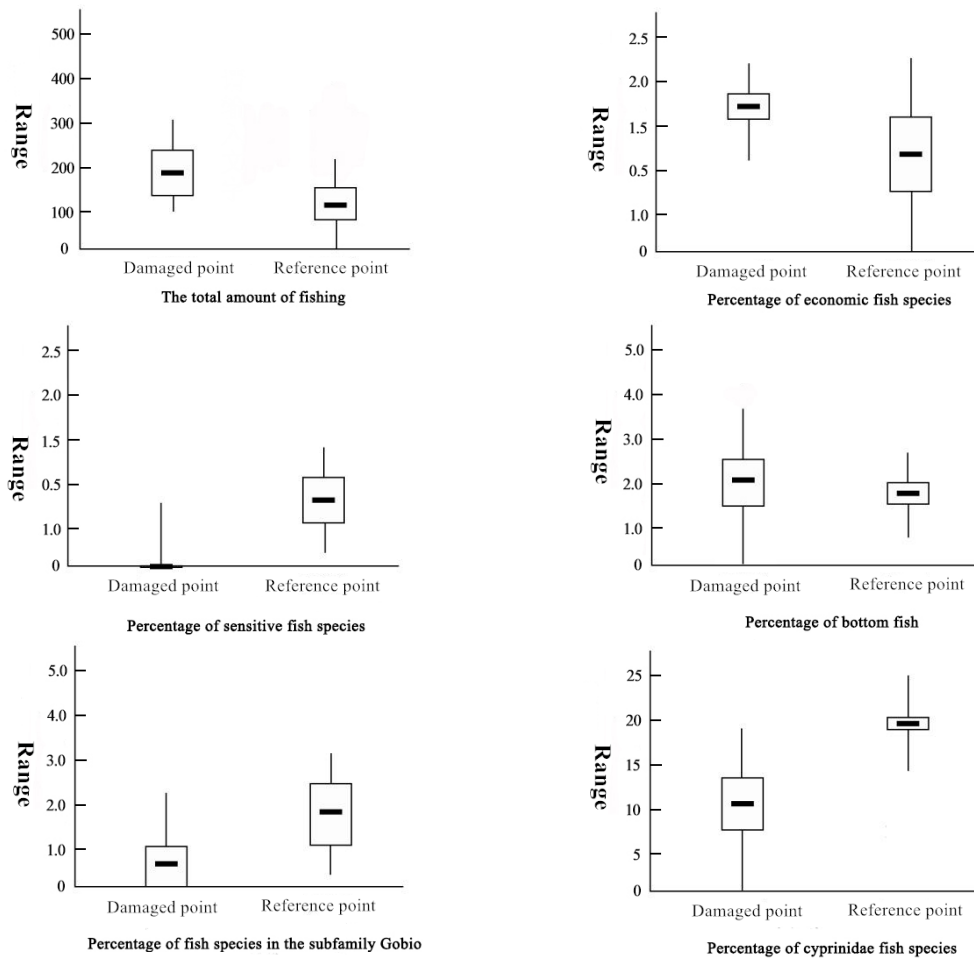 500
400
300
200
100
0
Range
Damaged point Reference point
The total amount of fishing
2.5
2.0
1.5
0.5
1.0
0
Range
Damaged point Reference point
Percentage of economic fish species
2.5
2.0
1.5
0.5
1.0
0
Range
Damaged point Reference point
Percentage of sensitive fish species
5.0
4.0
3.0
2.0
1.0
0
Range
Damaged point Reference point
Percentage of bottom fish
5.0
4.0
3.0
2.0
1.0
0
Range
Damaged point Reference point
Percentage of fish species in the subfamily Gobio
25
20
15
10
5
0
Range
Damaged point Reference point
Percentage of cyprinidae fish species